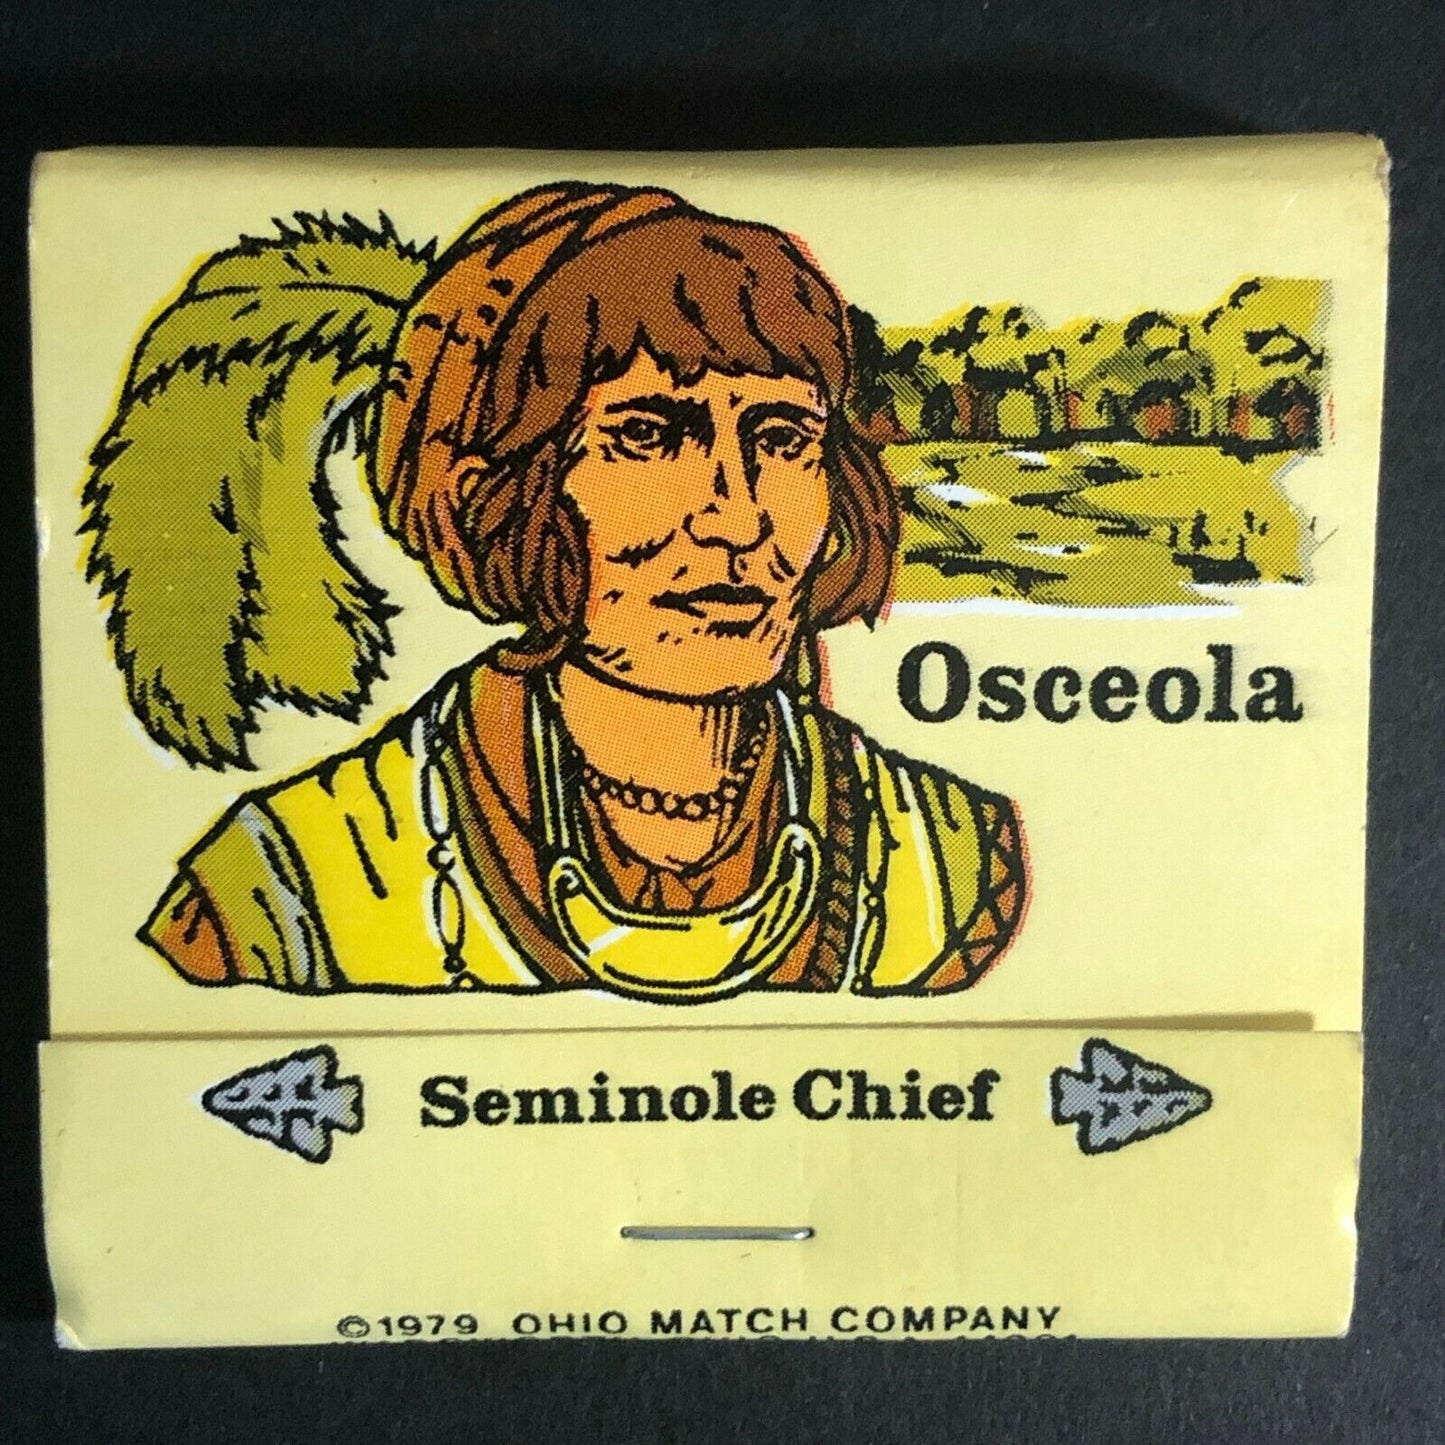 Osceola
Seminole Chief
©1979 OHIO MATCH COMPANY